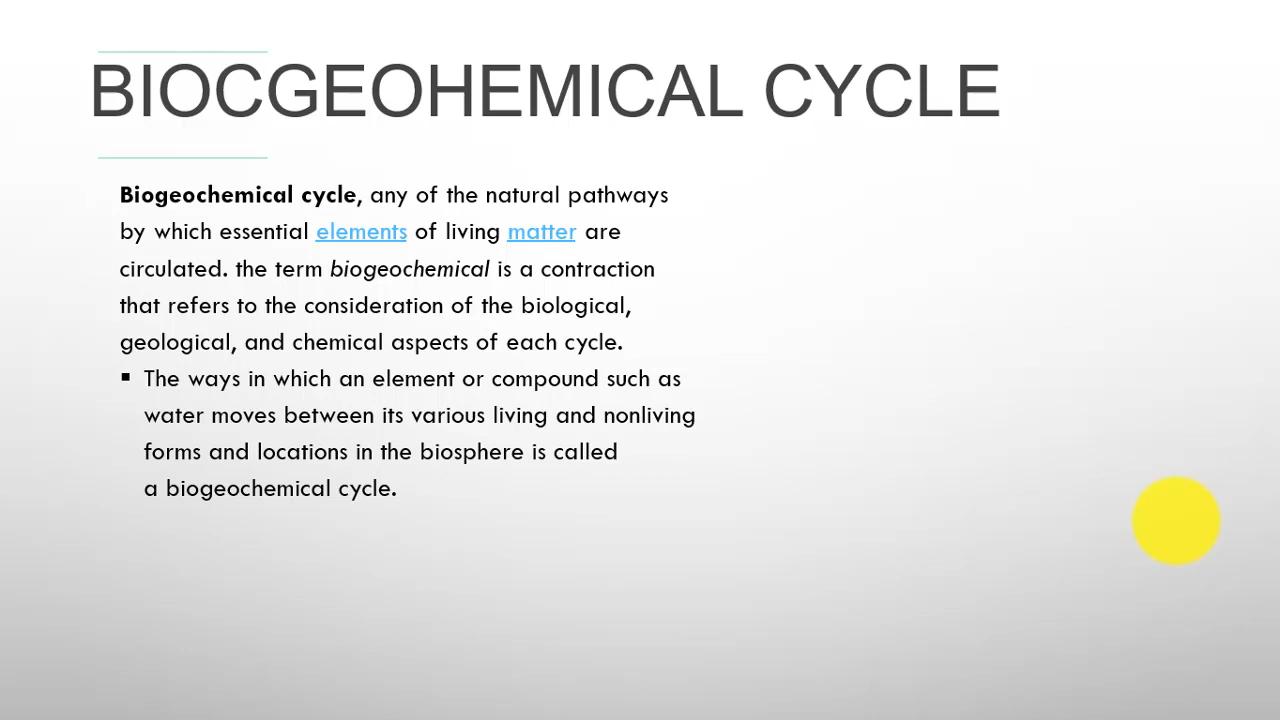 BIOCGEOHEMICAL CYCLE
Biogeochemical cycle, any of the natural pathways
by which essential elements of living matter are
circulated. the term biogeochemical is a contraction
that refers to the consideration of the biological,
geological, and chemical aspects of each cycle.
▪ The ways in which an element or compound such as
water moves between its various living and nonliving
forms and locations in the biosphere is called
a biogeochemical cycle.